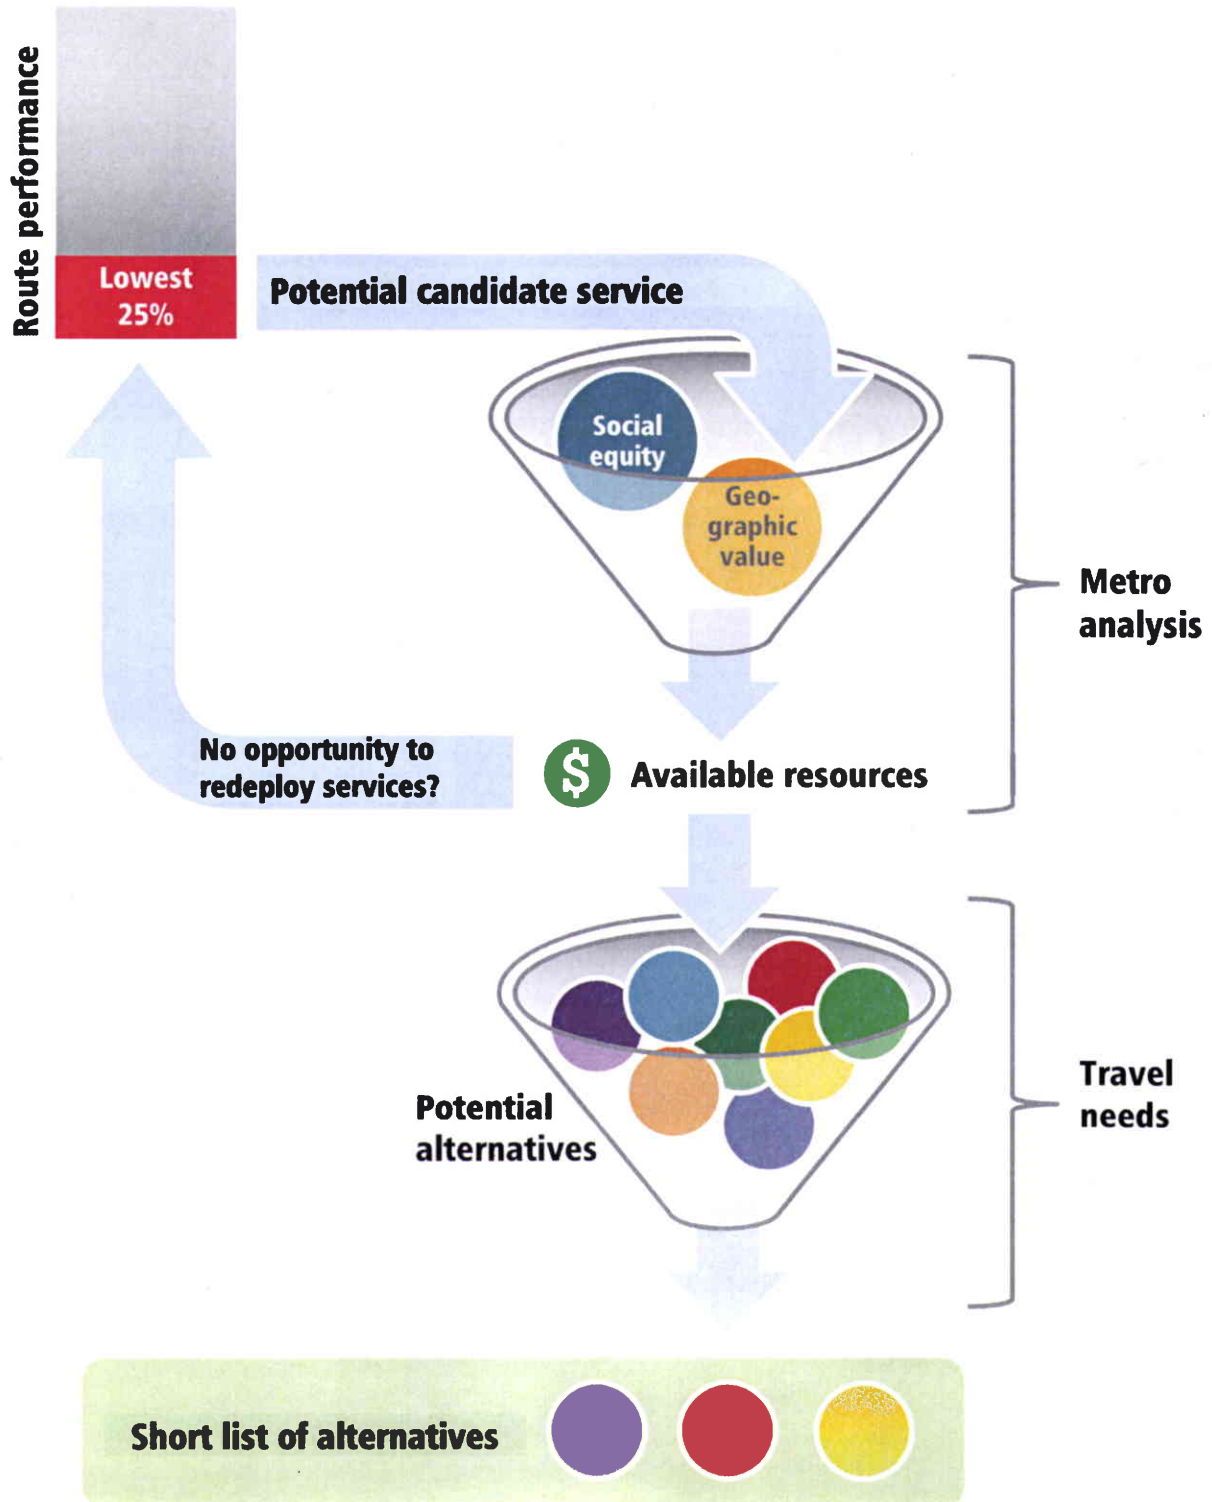 Route performance
Lowest
25%
Potential candidate service
Social
equity
Geo-
graphic
value
Metro
analysis
No opportunity to
redeploy services?
$
Available resources
Potential
alternatives
Travel
needs
Short list of alternatives